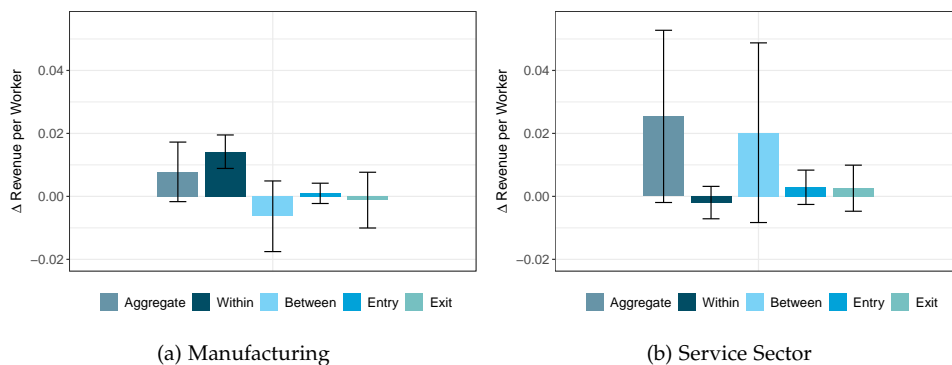 Δ Revenue per Worker
0.04
0.02
0.00
−0.02
Aggregate Within Between Entry Exit
(a) Manufacturing
Δ Revenue per Worker
0.04
0.02
0.00
−0.02
Aggregate Within Between Entry Exit
(b) Service Sector